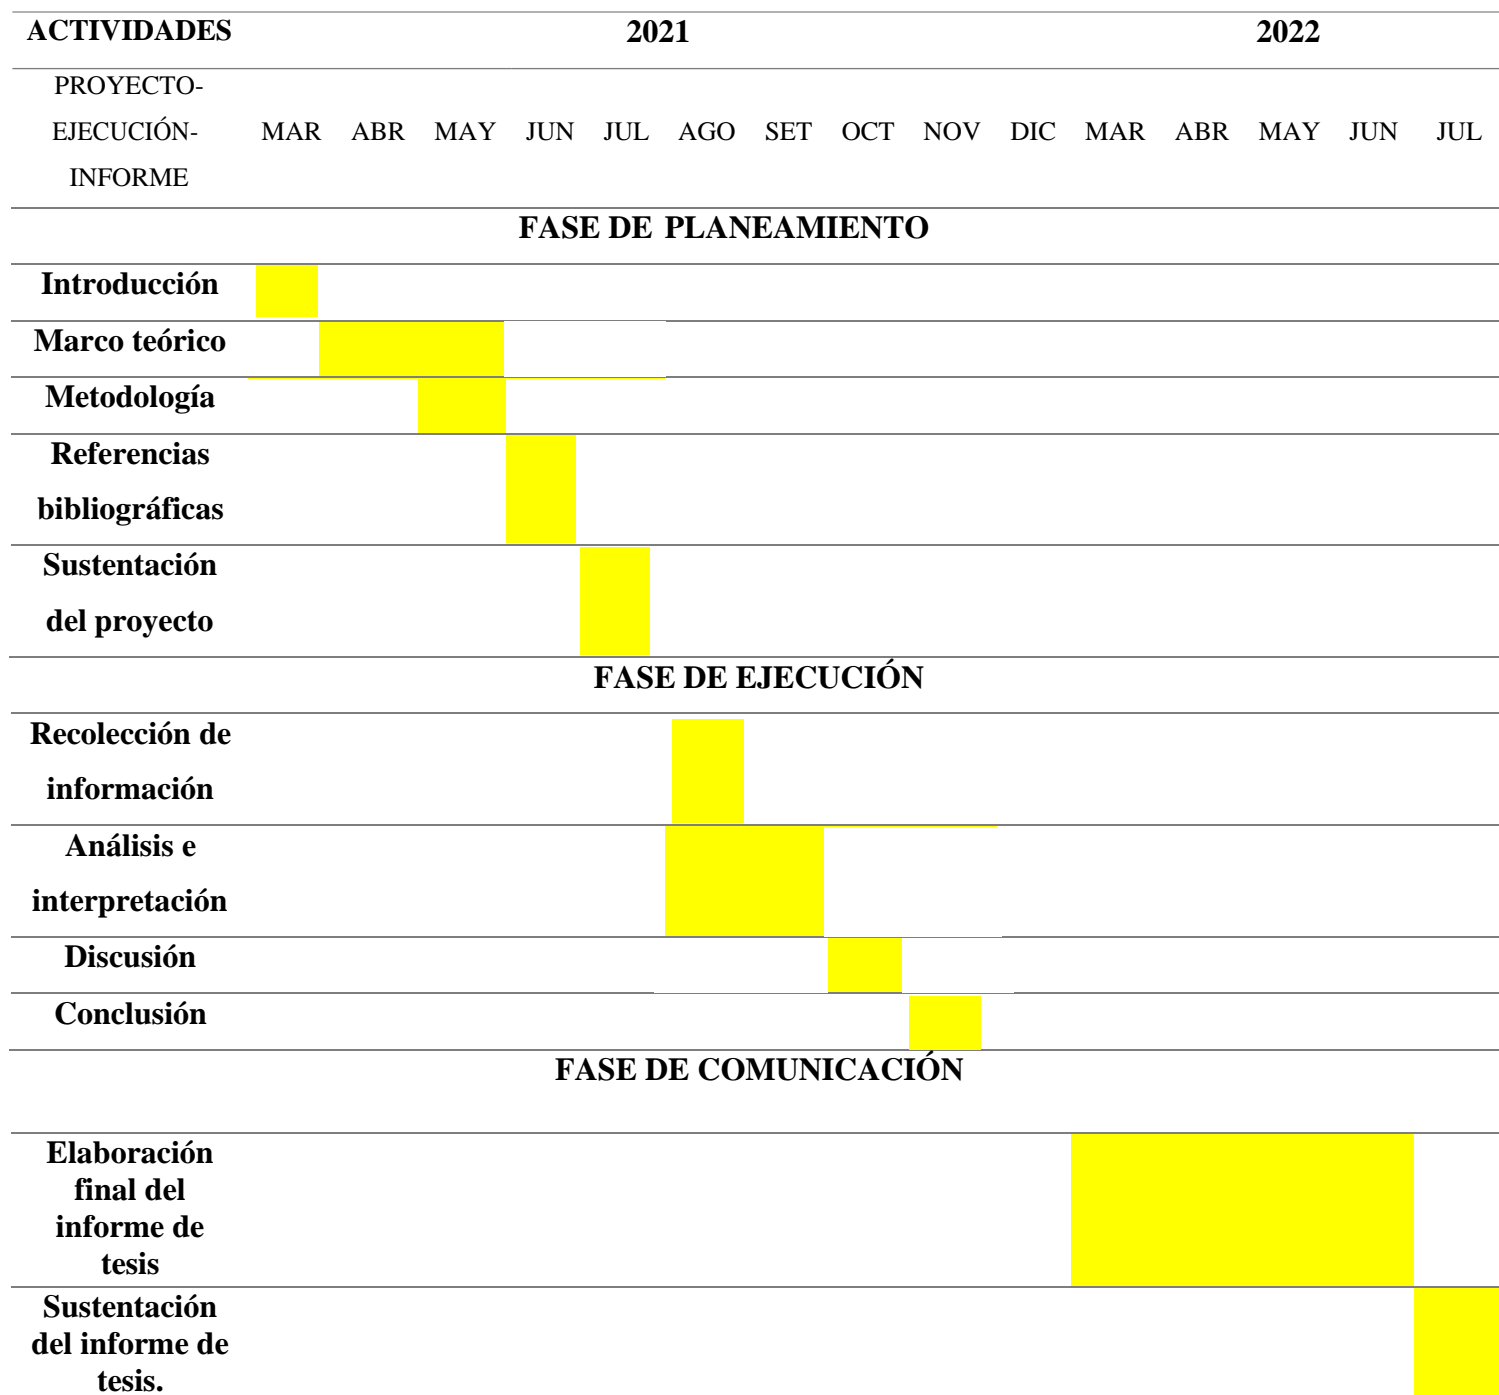 ACTIVIDADES 2021 2022
PROYECTO-
EJECUCIÓN- MAR ABR MAY JUN JUL AGO SET OCT NOV DIC MAR ABR MAY JUN JUL
INFORME
FASE DE PLANEAMIENTO
Introducción
Marco teórico
Metodología
Referencias
bibliográficas
Sustentación
del proyecto
FASE DE EJECUCIÓN
Recolección de
información
Análisis e
interpretación
Discusión
Conclusión
FASE DE COMUNICACIÓN
Elaboración
final del
informe de
tesis
Sustentación
del informe de
tesis.